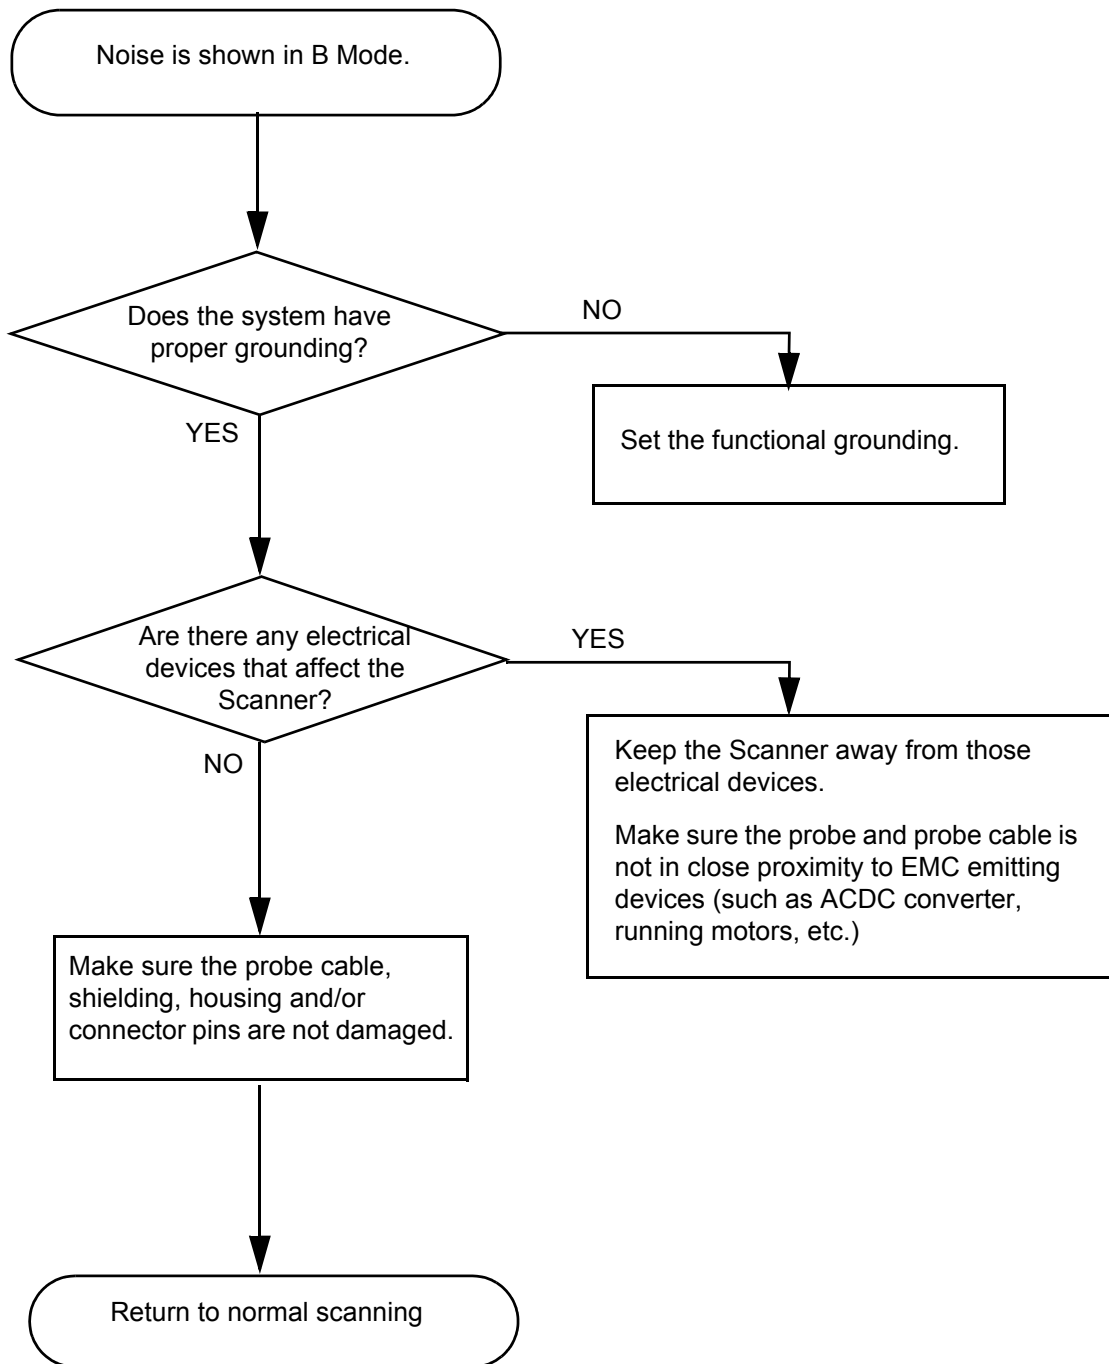 Noise is shown in B Mode.
Does the system have
proper grounding?
NO
YES
Set the functional grounding.
Are there any electrical
devices that affect the
Scanner?
YES
NO
Keep the Scanner away from those
electrical devices.
Make sure the probe and probe cable is
not in close proximity to EMC emitting
devices (such as ACDC converter,
running motors, etc.)
Make sure the probe cable,
shielding, housing and/or
connector pins are not damaged.
Return to normal scanning